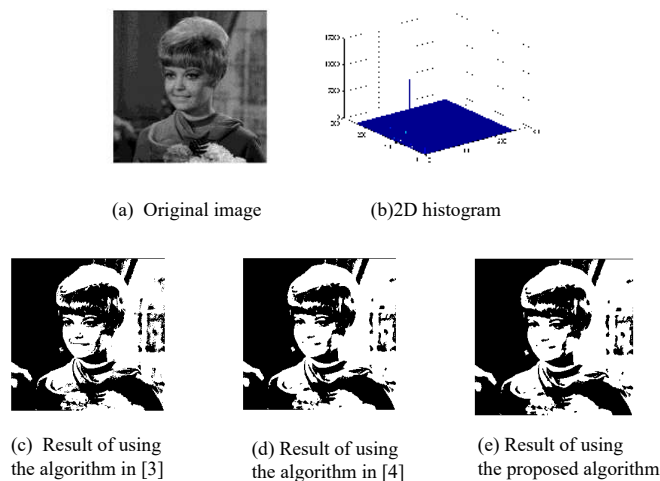 (a) Original image
(b)2D histogram
(c) Result of using
the algorithm in [3]
(d) Result of using
the algorithm in [4]
(e) Result of using
the proposed algorithm